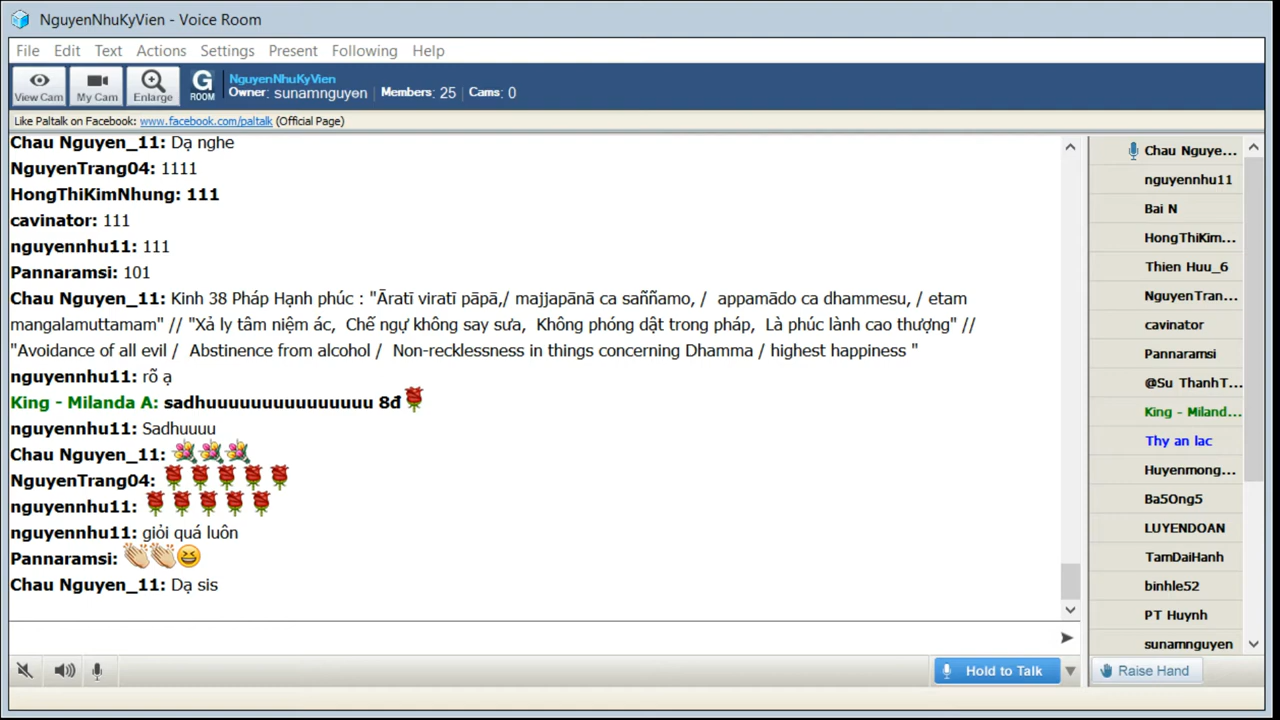 NguyenNhuKyVien - Voice Room
File Edit Text Actions Settings Present Following Help
View Cam My Cam Enlarge G ROOM
NguyenNhuKyVien
Owner: sunamnguyen | Members: 25 | Cams: 0
Like Paltalk on Facebook: www.facebook.com/paltalk (Official Page)
Chau Nguyen_11: Dạ nghe
NguyenTrang04: 1111
HongThiKimNhung: 111
cavinator: 111
nguyennhu11: 111
Pannaramsi: 101
Chau Nguyen_11: Kinh 38 Pháp Hạnh phúc : "Āratī viratī pāpā,/ majjapānā ca saññamo, / appamādo ca dhammesu, / etam
mangalamuttamam" // "Xả ly tâm niệm ác, Chế ngự không say sưa, Không phóng dật trong pháp, Là phúc lành cao thượng" //
"Avoidance of all evil / Abstinence from alcohol / Non-recklessness in things concerning Dhamma / highest happiness "
nguyennhu11: rõ ạ
King - Milanda A: sadhuuuuuuuuuuuuuuu 8đ
nguyennhu11: Sadhuuuu
Chau Nguyen_11:
NguyenTrang04:
nguyennhu11:
nguyennhu11: giỏi quá luôn
Pannaramsi:
Chau Nguyen_11: Dạ sis
Chau Nguye...
nguyennhu11
Bai N
HongThiKim...
Thien Huu_6
NguyenTran...
cavinator
Pannaramsi
@Su ThanhT...
King - Miland...
Thy an lac
Huyenmong...
Ba5Ong5
LUYENDOAN
TamDaiHanh
binhle52
PT Huynh
sunamnguyen
Hold to Talk
Raise Hand